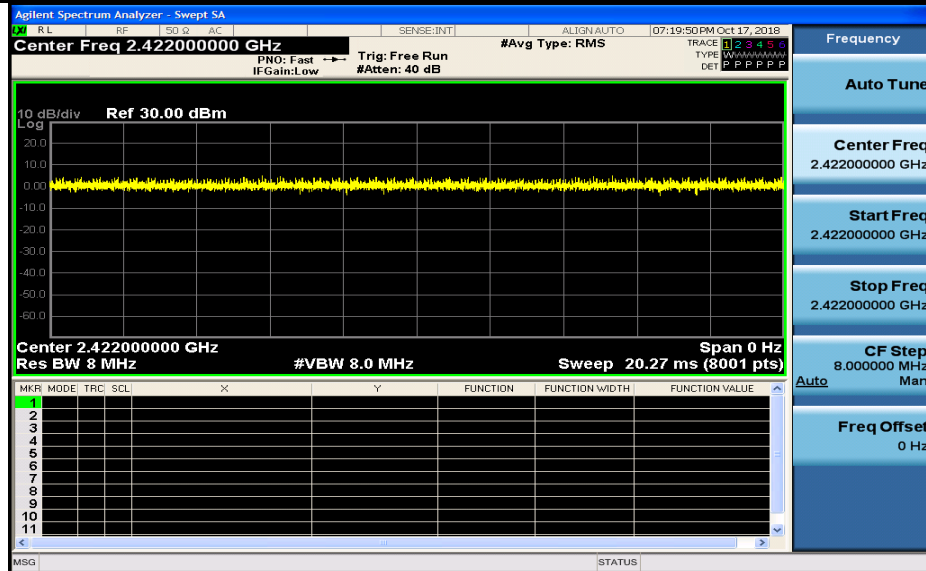 Agilent Spectrum Analyzer - Swept SA
LXI RL RF 50 Ω AC SENSE:INT ALIGN AUTO 07:19:50 PM Oct 17, 2018
Center Freq 2.422000000 GHz
#Avg Type: RMS
TRACE 1 2 3 4 5 6
PNO: Fast Trig: Free Run
TYPE WWWWWW
IFGain:Low #Atten: 40 dB
DET P P P P P P
10 dB/div Ref 30.00 dBm
Log
20.0
10.0
0.00
-10.0
-20.0
-30.0
-40.0
-50.0
-60.0
Center 2.422000000 GHz Span 0 Hz
Res BW 8 MHz #VBW 8.0 MHz Sweep 20.27 ms (8001 pts)
MKR MODE TRC SCL X Y FUNCTION FUNCTION WIDTH FUNCTION VALUE
1
2
3
4
5
6
7
8
9
10
11
MSG STATUS
Frequency
Auto Tune
Center Freq
2.422000000 GHz
Start Freq
2.422000000 GHz
Stop Freq
2.422000000 GHz
CF Step
8.000000 MHz
Auto Man
Freq Offset
0 Hz